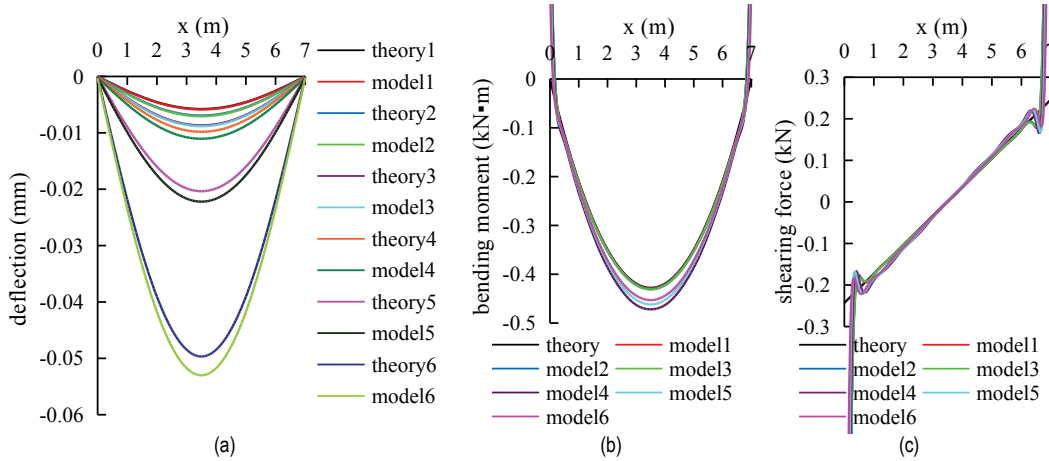 x (m)
0 1 2 3 4 5 6 7
0
-0.01
-0.02
-0.03
-0.04
-0.05
-0.06
deflection (mm)
theory1
model1
theory2
model2
theory3
model3
theory4
model4
theory5
model5
theory6
model6
(a)
x (m)
0 1 2 3 4 5 6 7
0
-0.1
-0.2
-0.3
-0.4
-0.5
bending moment (kN▪m)
theory model1
model2 model3
model4 model5
model6
(b)
x (m)
0 2 4 6
0.3
0.2
0.1
0
-0.1
-0.2
-0.3
shearing force (kN)
theory model1
model2 model3
model4 model5
model6
(c)